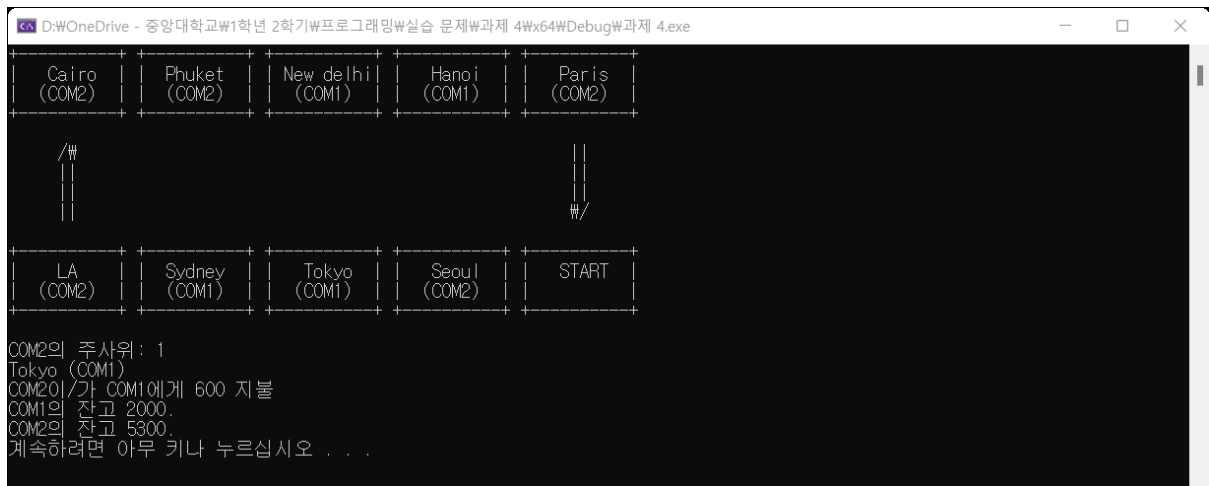 D:₩OneDrive - 중앙대학교₩1학년 2학기₩프로그래밍₩실습 문제₩과제 4₩x64₩Debug₩과제 4.exe
Cairo Phuket New delhi Hanoi Paris
(COM2) (COM2) (COM1) (COM1) (COM2)
/₩ ||
|| ||
|| ||
|| ₩/
LA Sydney Tokyo Seoul START
(COM2) (COM1) (COM1) (COM2)
COM2의 주사위: 1
Tokyo (COM1)
COM2이/가 COM1에게 600 지불
COM1의 잔고 2000.
COM2의 잔고 5300.
계속하려면 아무 키나 누르십시오 . . .